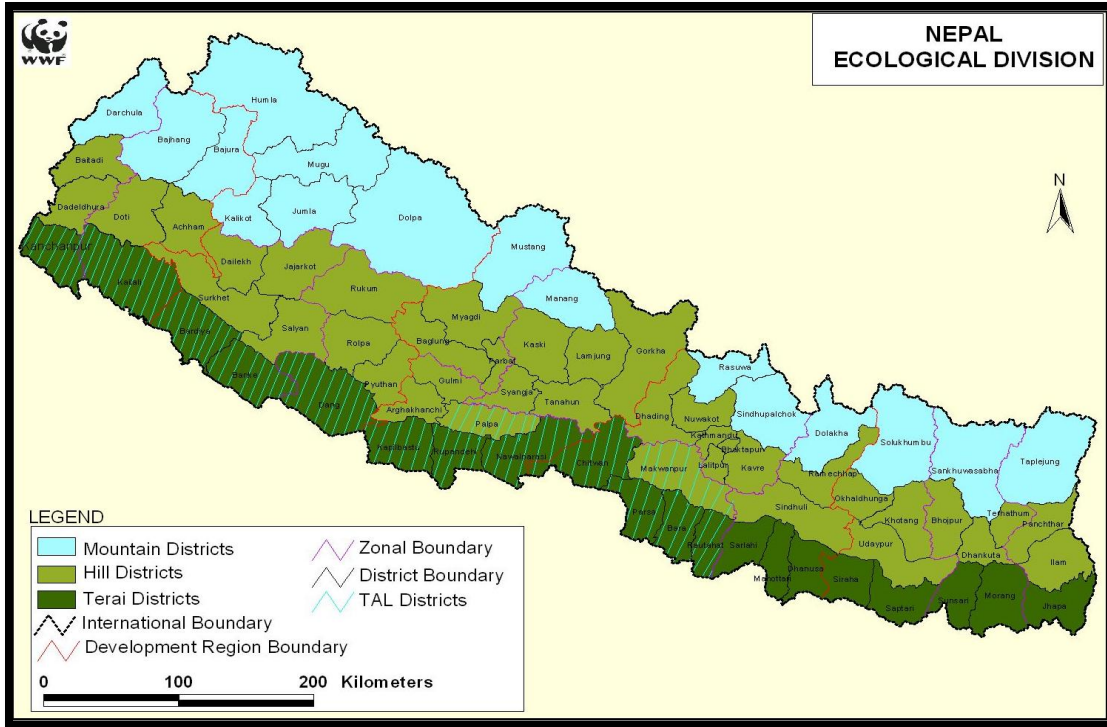 WWF
NEPAL
ECOLOGICAL DIVISION
N
Humla
Darchula
Bajhang
Bajura
Mugu
Baitadi
Dadeldhura
Doti
Achham
Kalikot
Jumla
Dolpa
Mustang
Kanchanpur
Kailali
Dailekh
Jajarkot
Rukum
Manang
Surkhet
Salyan
Myagdi
Bardiya
Rolpa
Baglung
Parbat
Kaski
Lamjung
Gorkha
Banke
Pyuthan
Gulmi
Syangja
Rasuwa
Dang
Arghakhanchi
Palpa
Tanahun
Dhading
Nuwakot
Sindhupalchok
Dolakha
Solukhumbu
Sankhuwasabha
Taplejung
Kapilbastu
Rupandehi
Nawalparasi
Chitwan
Makwanpur
Kathmandu
Bhaktapur
Lalitpur
Kavre
Ramechhap
Okhaldhunga
Khotang
Bhojpur
Panchthar
Parsa
Bara
Rautahat
Sarlahi
Sindhuli
Udaypur
Dhankuta
Ilam
Dhanusa
Siraha
Saptari
Sunsari
Morang
Jhapa
LEGEND
Mountain Districts
Hill Districts
Terai Districts
International Boundary
Development Region Boundary
Zonal Boundary
District Boundary
TAL Districts
0 100 200 Kilometers